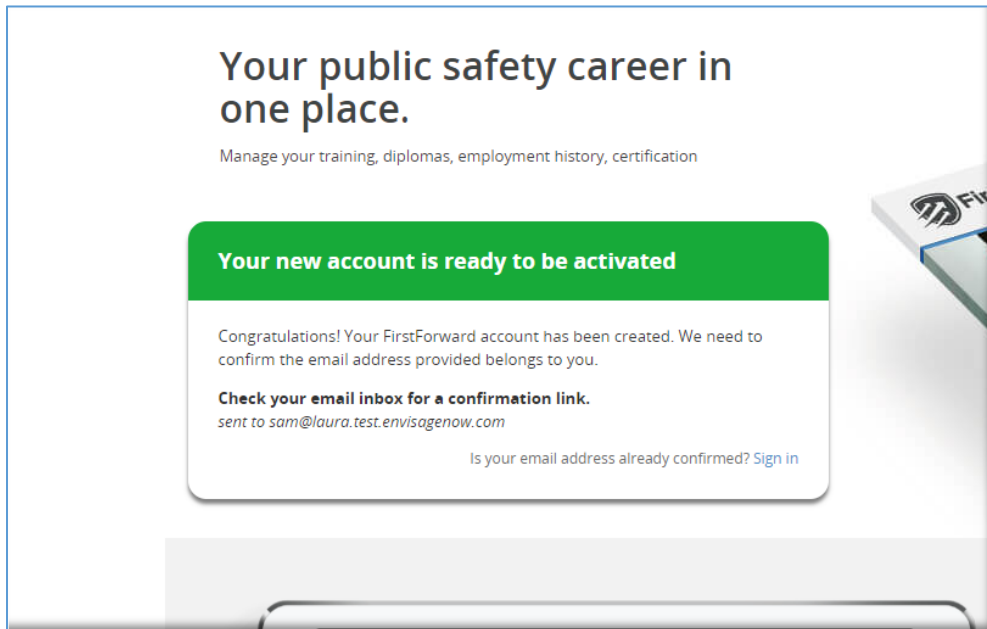 Your public safety career in
one place.
Manage your training, diplomas, employment history, certification
Your new account is ready to be activated
Congratulations! Your FirstForward account has been created. We need to
confirm the email address provided belongs to you.
Check your email inbox for a confirmation link.
sent to sam@laura.test.envisagenow.com
Is your email address already confirmed? Sign in